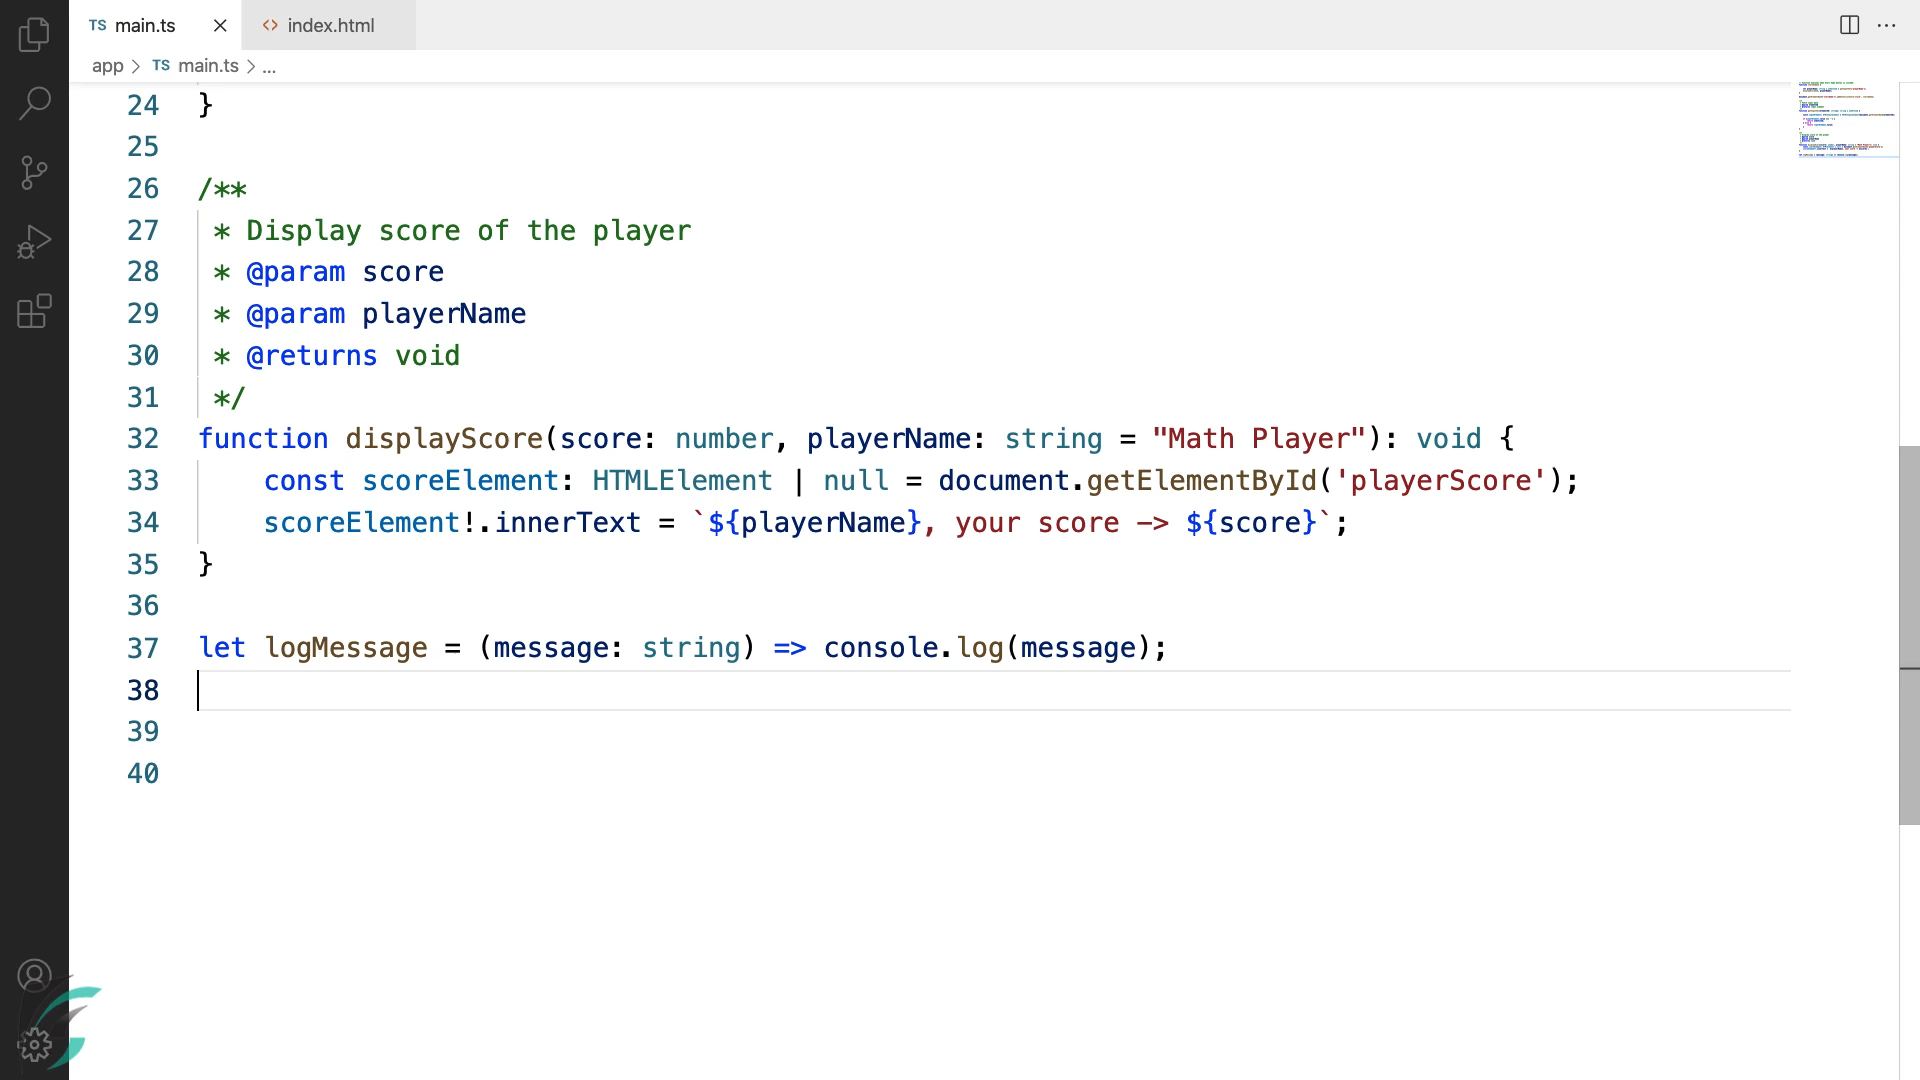 TS main.ts
<> index.html
app > TS main.ts > ...
24 }
25
26 /**
27 * Display score of the player
28 * @param score
29 * @param playerName
30 * @returns void
31 */
32 function displayScore(score: number, playerName: string = "Math Player"): void {
33 const scoreElement: HTMLElement | null = document.getElementById('playerScore');
34 scoreElement!.innerText = `${playerName}, your score -> ${score}`;
35 }
36
37 let logMessage = (message: string) => console.log(message);
38
39
40